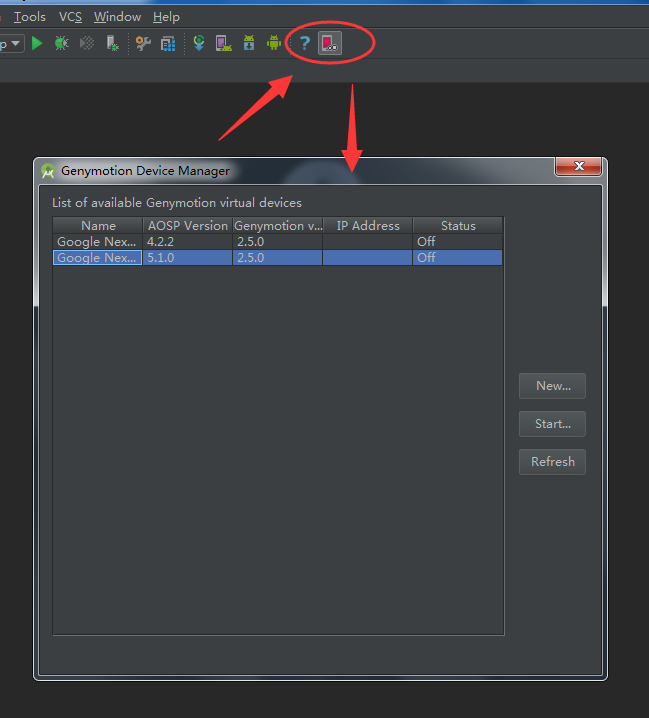 Tools VCS Window Help
p
?
Genymotion Device Manager
List of available Genymotion virtual devices
Name AOSP Version Genymotion v... IP Address Status
Google Nex... 4.2.2 2.5.0 Off
Google Nex... 5.1.0 2.5.0 Off
New...
Start...
Refresh